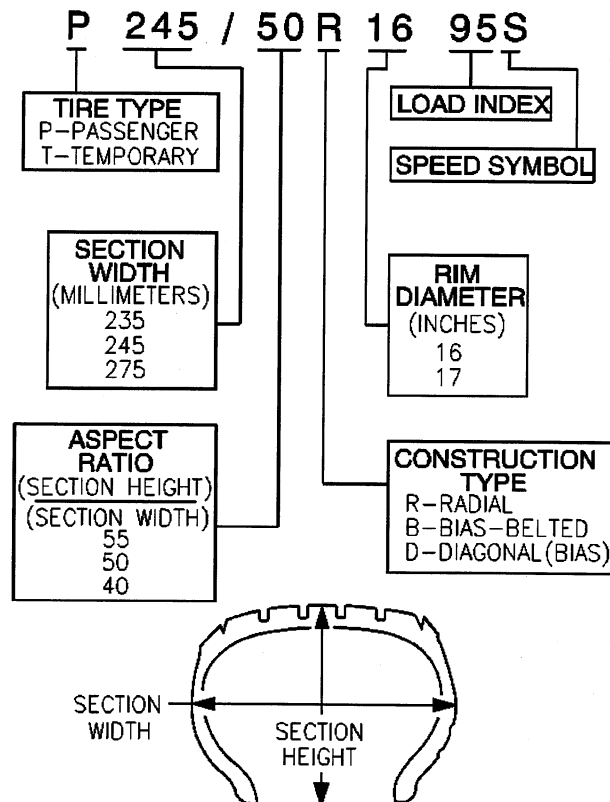 P 245 / 50 R 16 95S
TIRE TYPE
P-PASSENGER
T-TEMPORARY
LOAD INDEX
SPEED SYMBOL
SECTION
WIDTH
(MILLIMETERS)
235
245
275
RIM
DIAMETER
(INCHES)
16
17
ASPECT
RATIO
(SECTION HEIGHT)
(SECTION WIDTH)
55
50
40
CONSTRUCTION
TYPE
R-RADIAL
B-BIAS-BELTED
D-DIAGONAL(BIAS)
SECTION
WIDTH
SECTION
HEIGHT